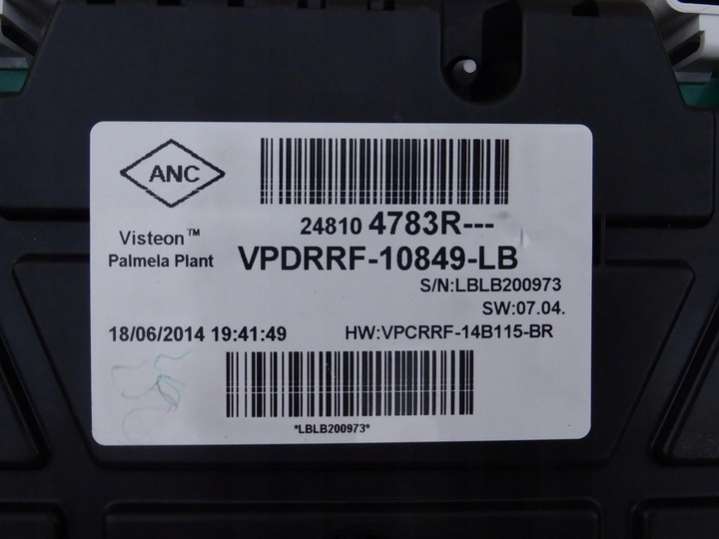 ANC
24810 4783R---
Visteon™
Palmela Plant
VPDRRF-10849-LB
S/N:LBLB200973
SW:07.04.
18/06/2014 19:41:49
HW:VPCRRF-14B115-BR
*LBLB200973*